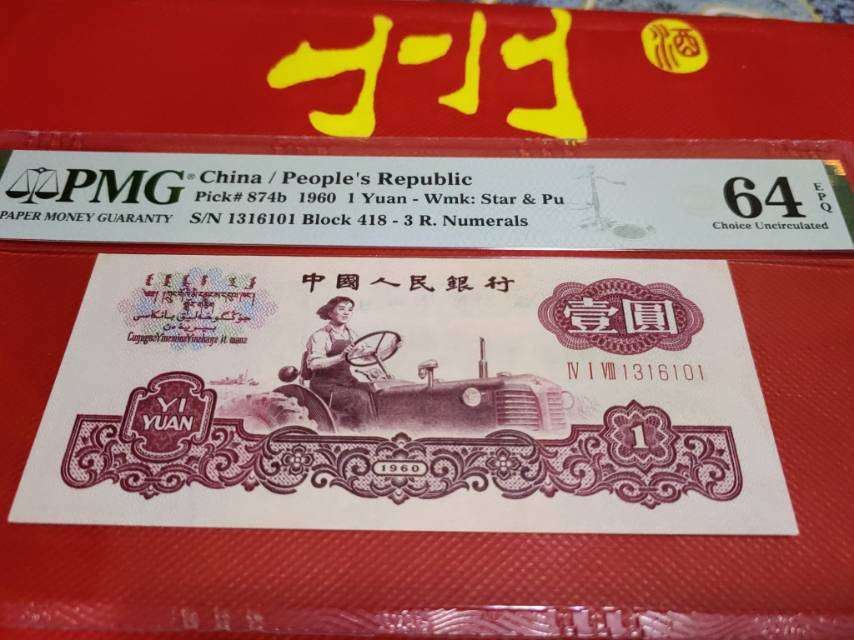 州
酒
PMG® China / People's Republic
Pick# 874b 1960 1 Yuan - Wmk: Star & Pu
PAPER MONEY GUARANTY S/N 1316101 Block 418 - 3 R. Numerals
64 EPQ
Choice Uncirculated
中國人民銀行
壹圓
Ⅳ Ⅰ Ⅷ 1316101
YI
YUAN
1
1960